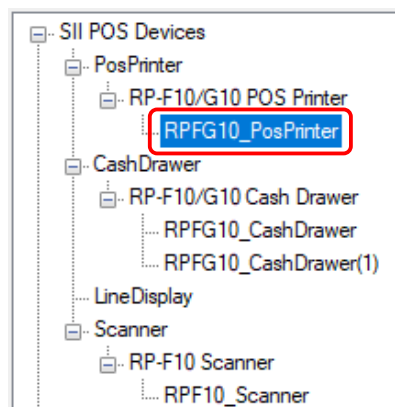 SII POS Devices
PosPrinter
RP-F10/G10 POS Printer
RPFG10_PosPrinter
CashDrawer
RP-F10/G10 Cash Drawer
RPFG10_CashDrawer
RPFG10_CashDrawer(1)
LineDisplay
Scanner
RP-F10 Scanner
RPF10_Scanner